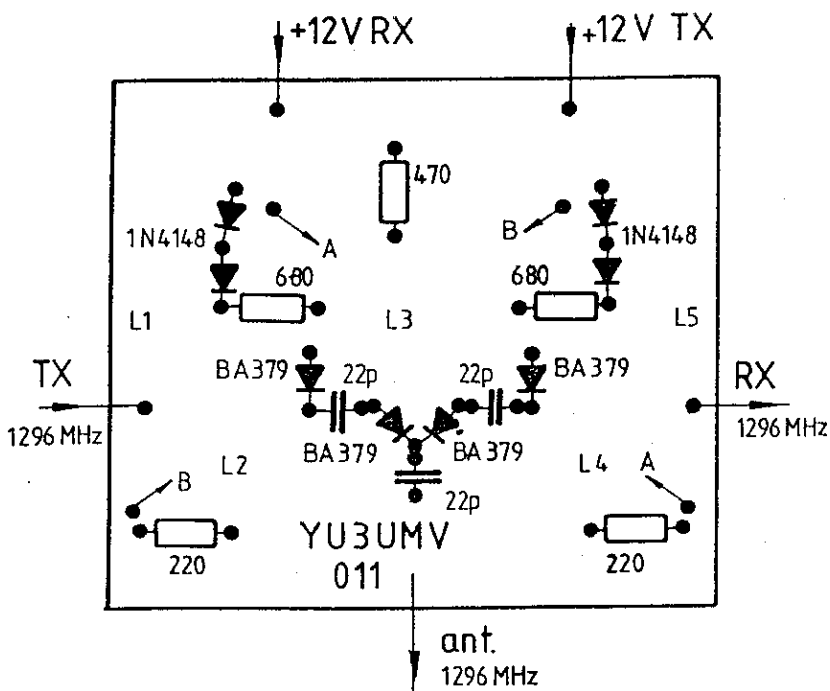 +12V RX
+12V TX
470
1N4148
A
B
1N4148
680
680
L1
L3
L5
TX
BA379
22p
22p
BA379
RX
1296 MHz
1296 MHz
BA379
BA379
B
L2
L4
A
22p
220
YU3UMV
011
220
ant.
1296 MHz